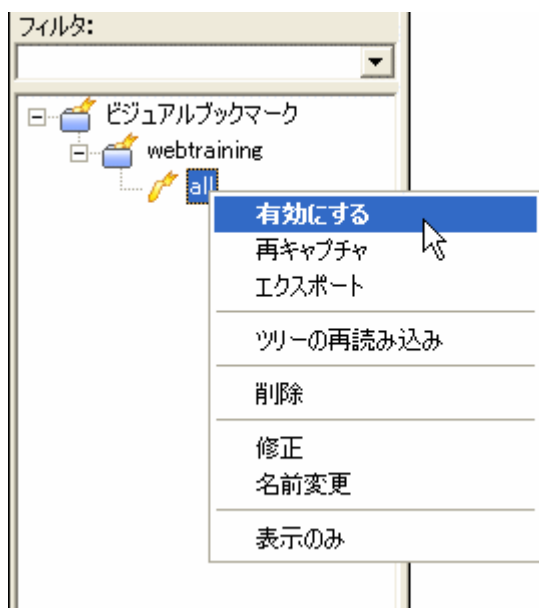 フィルタ:
ビジュアルブックマーク
webtraining
all
有効にする
再キャプチャ
エクスポート
ツリーの再読み込み
削除
修正
名前変更
表示のみ